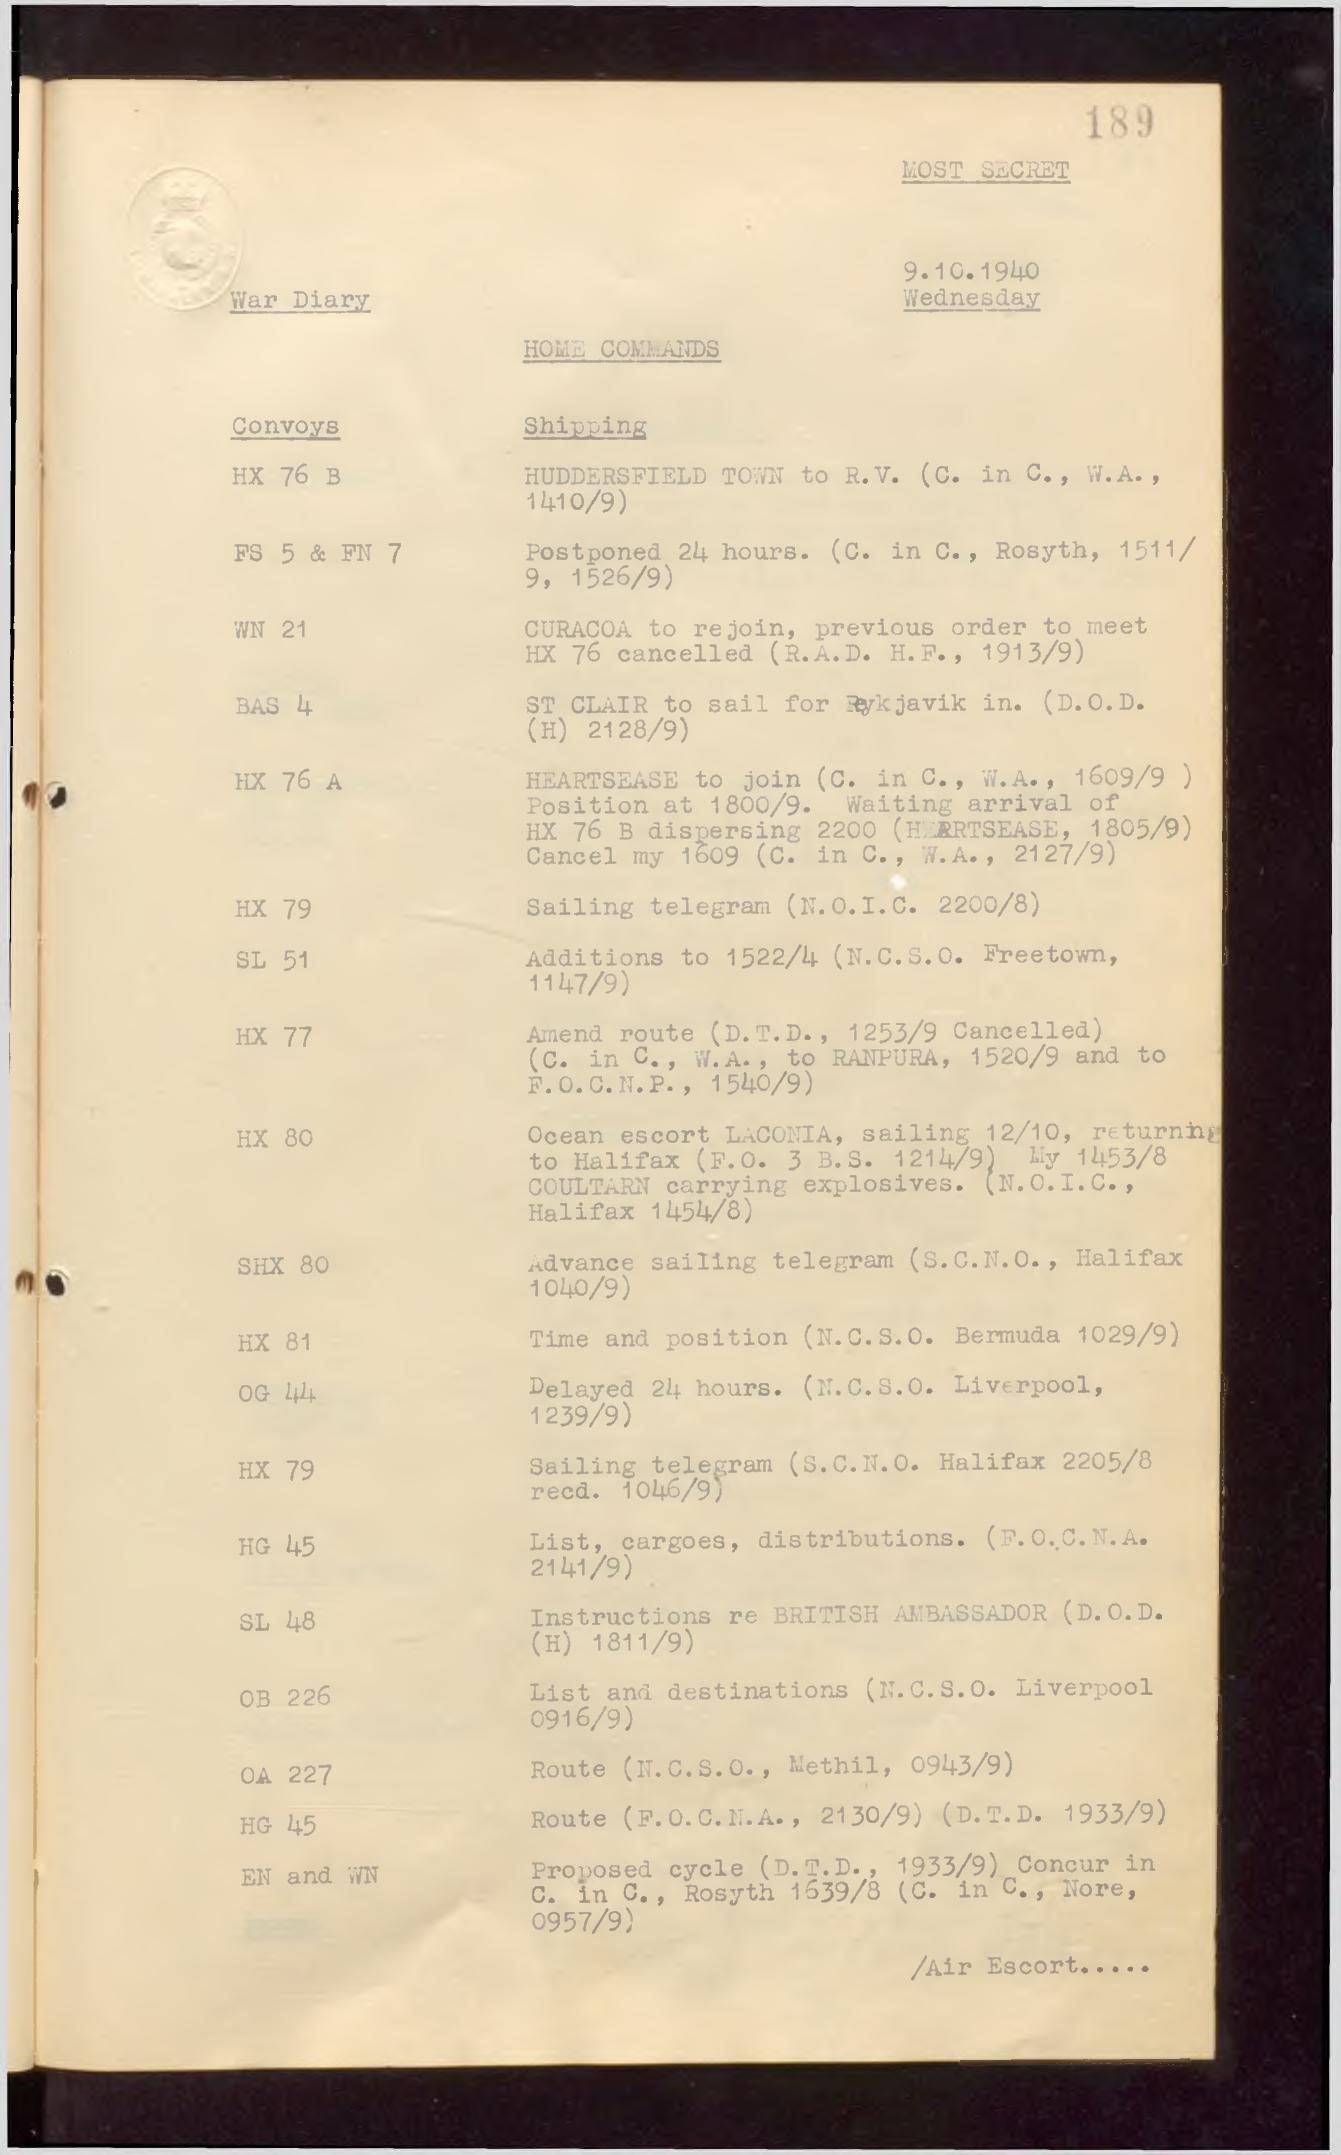 189
MOST SECRET
9.10.1940
War Diary Wednesday
HOME COMMANDS
Convoys Shipping
HX 76 B HUDDERSFIELD TOWN to R.V. (C. in C., W.A.,
1410/9)
FS 5 & FN 7 Postponed 24 hours. (C. in C., Rosyth, 1511/
9, 1526/9)
WN 21 CURACOA to rejoin, previous order to meet
HX 76 cancelled (R.A.D. H.F., 1913/9)
BAS 4 ST CLAIR to sail for Reykjavik in. (D.O.D.
(H) 2128/9)
HX 76 A HEARTSEASE to join (C. in C., W.A., 1609/9 )
Position at 1800/9. Waiting arrival of
HX 76 B dispersing 2200 (HEARTSEASE, 1805/9)
Cancel my 1609 (C. in C., W.A., 2127/9)
HX 79 Sailing telegram (N.O.I.C. 2200/8)
SL 51 Additions to 1522/4 (N.C.S.O. Freetown,
1147/9)
HX 77 Amend route (D.T.D., 1253/9 Cancelled)
(C. in C., W.A., to RANPURA, 1520/9 and to
F.O.C.N.P., 1540/9)
HX 80 Ocean escort LACONIA, sailing 12/10, returning
to Halifax (F.O. 3 B.S. 1214/9) My 1453/8
COULTARN carrying explosives. (N.O.I.C.,
Halifax 1454/8)
SHX 80 Advance sailing telegram (S.C.N.O., Halifax
1040/9)
HX 81 Time and position (N.C.S.O. Bermuda 1029/9)
OG 44 Delayed 24 hours. (N.C.S.O. Liverpool,
1239/9)
HX 79 Sailing telegram (S.C.N.O. Halifax 2205/8
recd. 1046/9)
HG 45 List, cargoes, distributions. (F.O.C.N.A.
2141/9)
SL 48 Instructions re BRITISH AMBASSADOR (D.O.D.
(H) 1811/9)
OB 226 List and destinations (N.C.S.O. Liverpool
0916/9)
OA 227 Route (N.C.S.O., Methil, 0943/9)
HG 45 Route (F.O.C.N.A., 2130/9) (D.T.D. 1933/9)
EN and WN Proposed cycle (D.T.D., 1933/9) Concur in
C. in C., Rosyth 1639/8 (C. in C., Nore,
0957/9)
/Air Escort.....